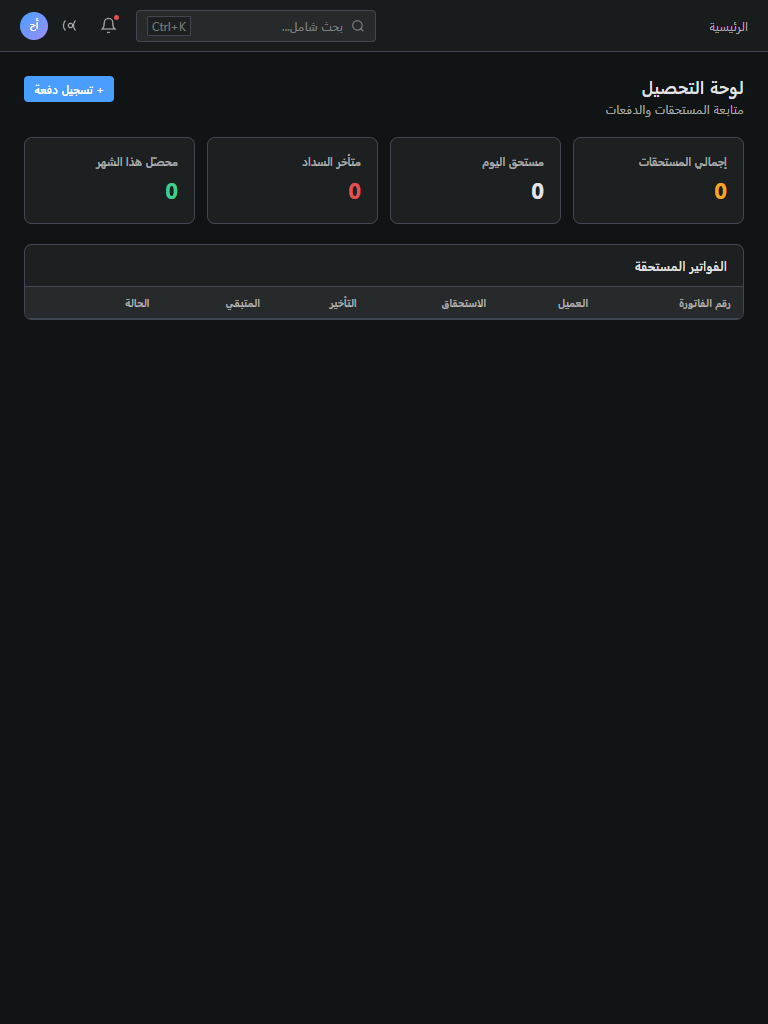 الرئيسية
بحث شامل...
Ctrl+K
أح
لوحة التحصيل
متابعة المستحقات والدفعات
+ تسجيل دفعة
إجمالي المستحقات
0
مستحق اليوم
0
متأخر السداد
0
محصّل هذا الشهر
0
الفواتير المستحقة
رقم الفاتورة العميل الاستحقاق التأخير المتبقي الحالة